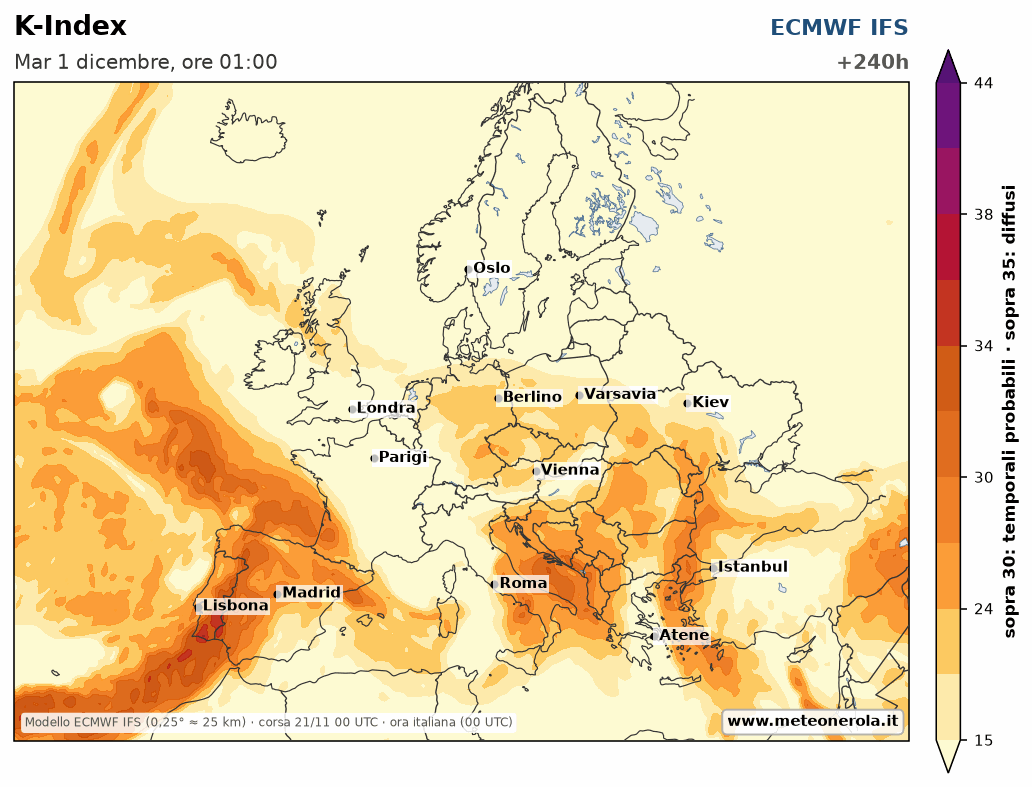 K-Index
ECMWF IFS
Mar 1 dicembre, ore 01:00
+240h
44
38
34
30
24
15
sopra 30: temporali probabili · sopra 35: diffusi
Oslo
Berlino
Varsavia
Kiev
Londra
Parigi
Vienna
Istanbul
Roma
Madrid
Lisbona
Atene
Modello ECMWF IFS (0,25° ≈ 25 km) · corsa 21/11 00 UTC · ora italiana (00 UTC)
www.meteonerola.it